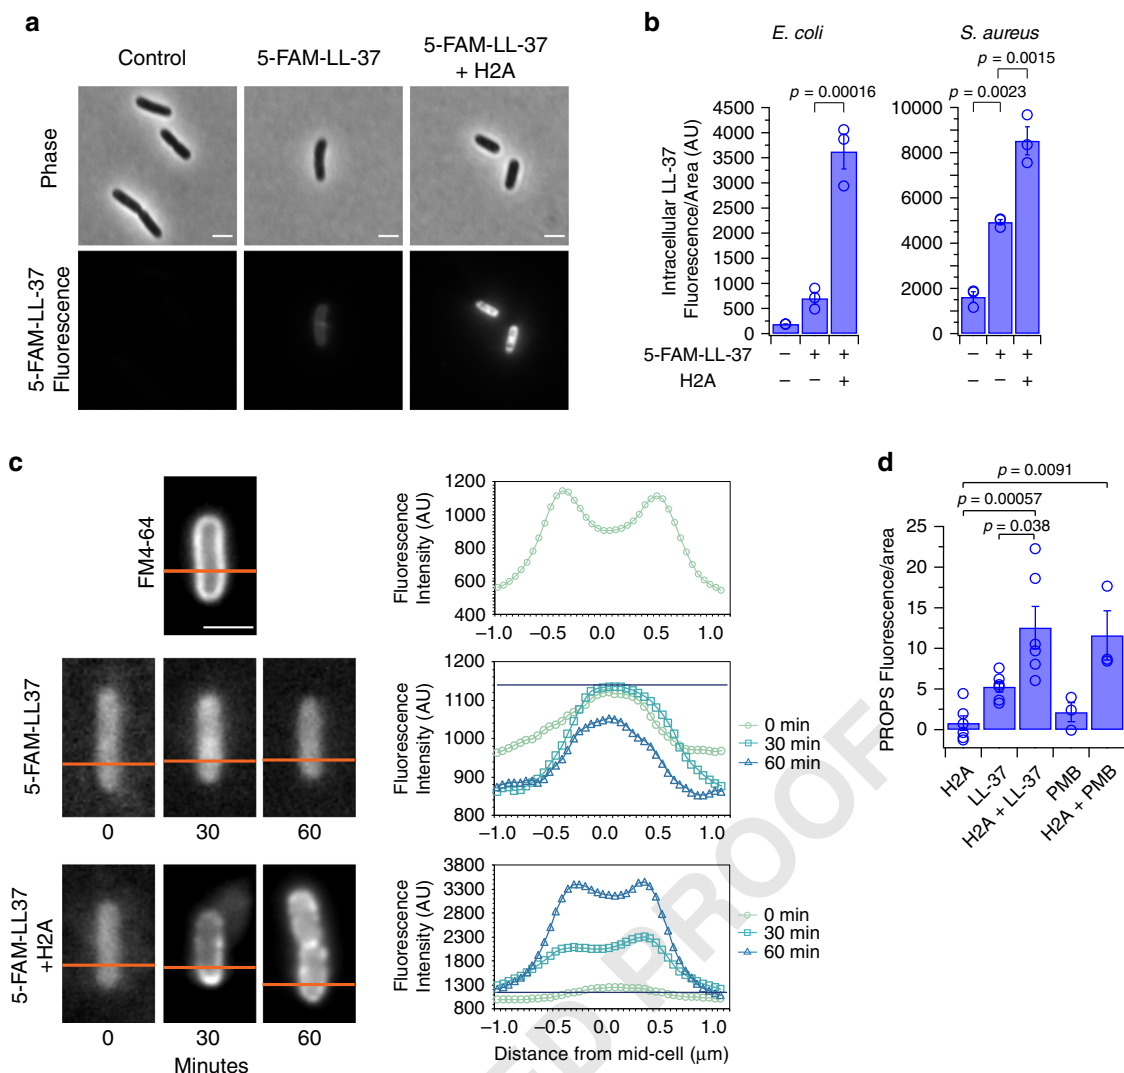 a
Control
5-FAM-LL-37
5-FAM-LL-37
+ H2A
Phase
5-FAM-LL-37
Fluorescence
b
E. coli
S. aureus
p = 0.00016
p = 0.0015
p = 0.0023
Intracellular LL-37
Fluorescence/Area (AU)
4500
4000
3500
3000
2500
2000
1500
1000
500
0
10000
8000
6000
4000
2000
0
5-FAM-LL-37 – + + – + +
H2A – – + – – +
c
FM4-64
5-FAM-LL37
0 30 60
5-FAM-LL37
+H2A
0 30 60
Minutes
Fluorescence
Intensity (AU)
1200
1000
800
600
400
–1.0 –0.5 0.0 0.5 1.0
Fluorescence
Intensity (AU)
1200
1100
1000
900
800
–1.0 –0.5 0.0 0.5 1.0
0 min
30 min
60 min
Fluorescence
Intensity (AU)
3800
3300
2800
2300
1800
1300
800
–1.0 –0.5 0.0 0.5 1.0
0 min
30 min
60 min
Distance from mid-cell (μm)
d
p = 0.0091
p = 0.00057
p = 0.038
PROPS Fluorescence/area
25
20
15
10
5
0
H2A
LL-37
H2A + LL-37
PMB
H2A + PMB
ED PROOF